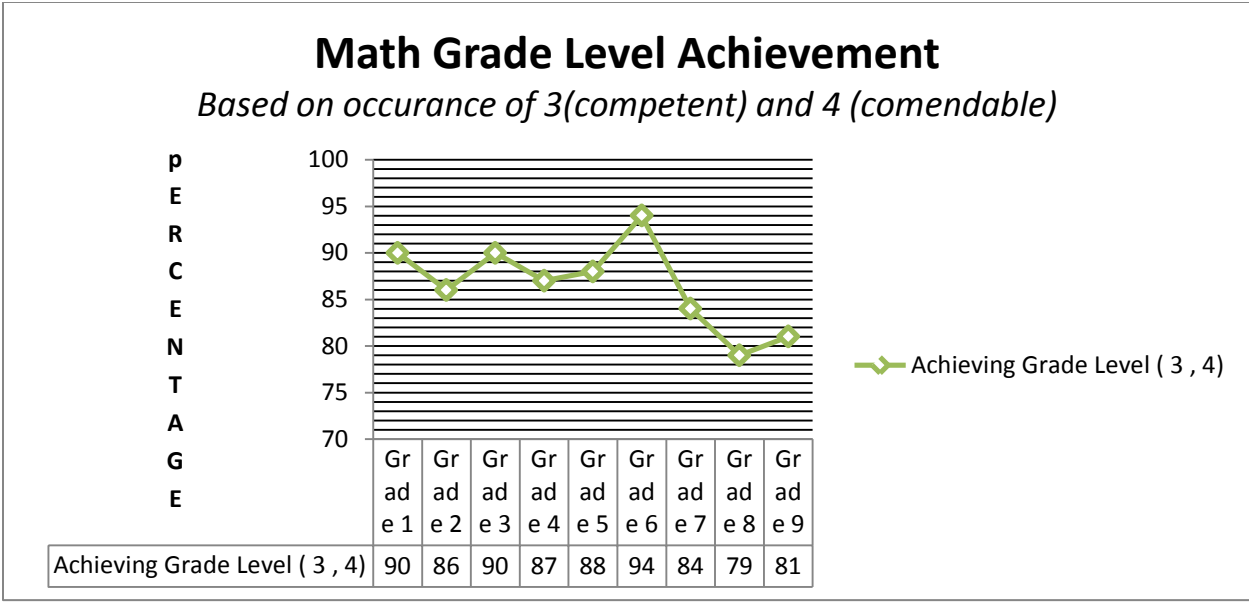 Math Grade Level Achievement
Based on occurance of 3(competent) and 4 (comendable)
p
E
R
C
E
N
T
A
G
E
100
95
90
85
80
75
70
Achieving Grade Level ( 3 , 4)
Gr Gr Gr Gr Gr Gr Gr Gr Gr
ad ad ad ad ad ad ad ad ad
e 1 e 2 e 3 e 4 e 5 e 6 e 7 e 8 e 9
Achieving Grade Level ( 3 , 4) 90 86 90 87 88 94 84 79 81